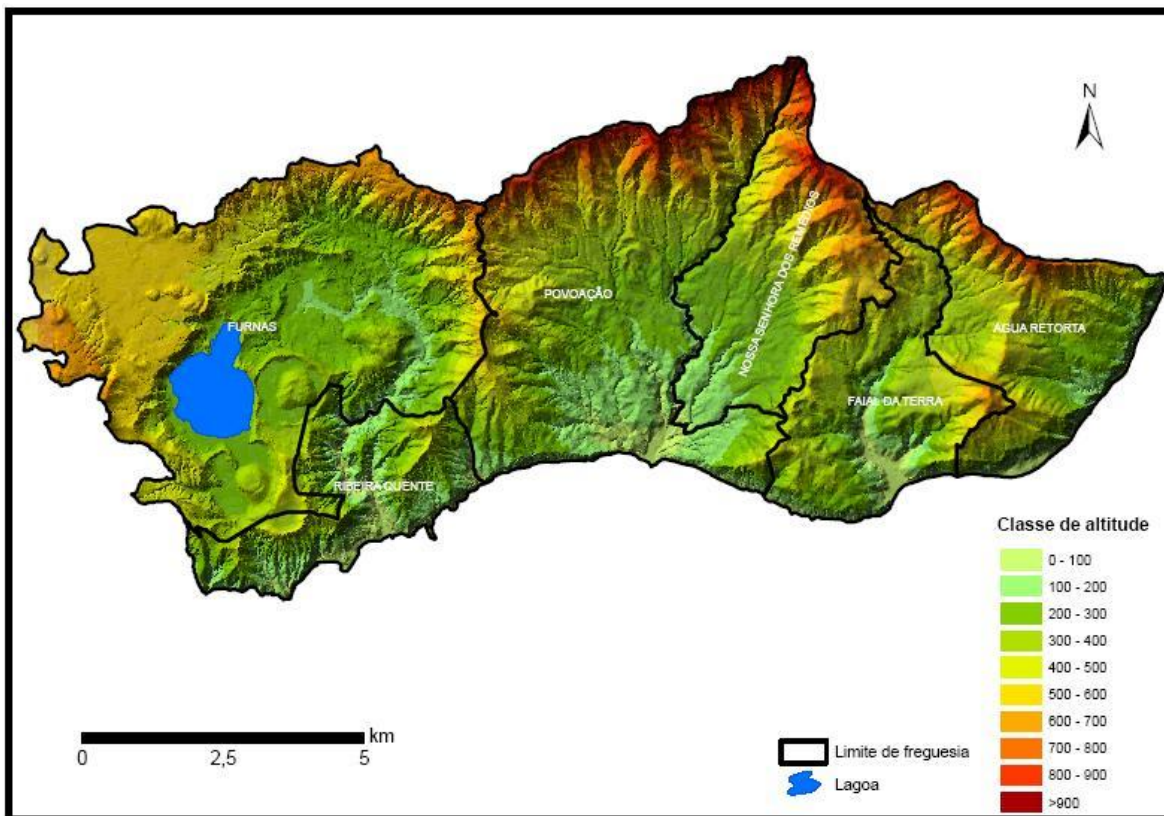 N
POVOAÇÃO
NOSSA SENHORA DOS REMÉDIOS
FURNAS
ÁGUA RETORTA
FAIAL DA TERRA
RIBEIRA QUENTE
Classe de altitude
0 - 100
100 - 200
200 - 300
300 - 400
400 - 500
500 - 600
600 - 700
700 - 800
800 - 900
>900
km
0 2,5 5
Limite de freguesia
Lagoa